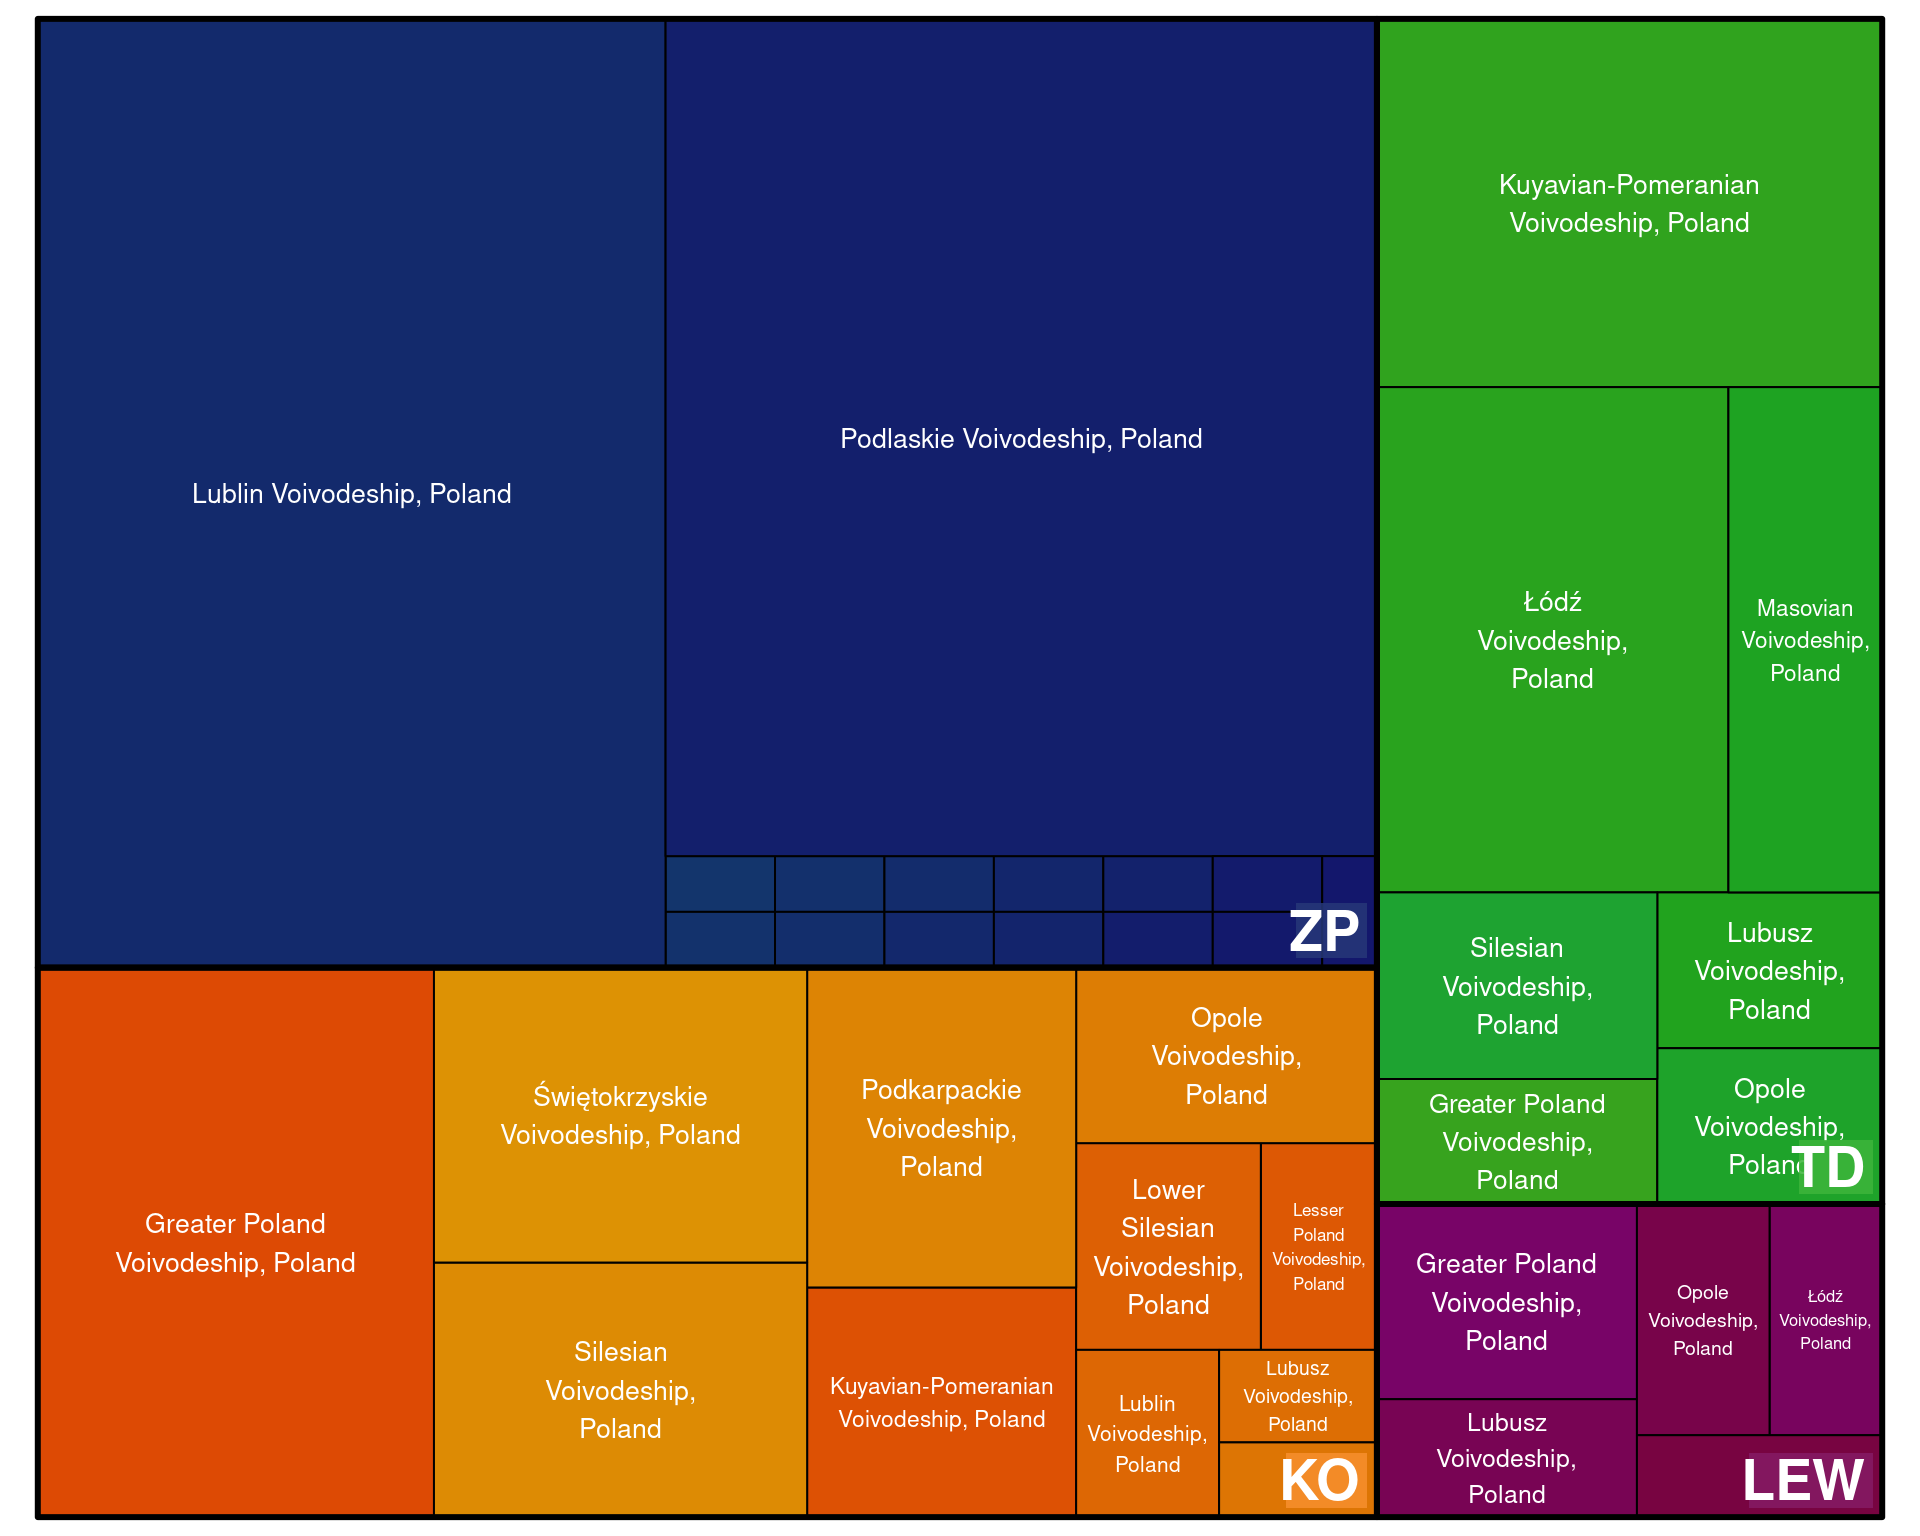 Lublin Voivodeship, Poland
Podlaskie Voivodeship, Poland
ZP
Greater Poland
Voivodeship, Poland
Świętokrzyskie
Voivodeship, Poland
Silesian
Voivodeship,
Poland
Podkarpackie
Voivodeship,
Poland
Kuyavian-Pomeranian
Voivodeship, Poland
Opole
Voivodeship,
Poland
Lower
Silesian
Voivodeship,
Poland
Lesser
Poland
Voivodeship,
Poland
Lublin
Voivodeship,
Poland
Lubusz
Voivodeship,
Poland
KO
Kuyavian-Pomeranian
Voivodeship, Poland
Łódź
Voivodeship,
Poland
Masovian
Voivodeship,
Poland
Silesian
Voivodeship,
Poland
Lubusz
Voivodeship,
Poland
Greater Poland
Voivodeship,
Poland
Opole
Voivodeship,
Poland
TD
Greater Poland
Voivodeship,
Poland
Lubusz
Voivodeship,
Poland
Opole
Voivodeship,
Poland
Łódź
Voivodeship,
Poland
LEW